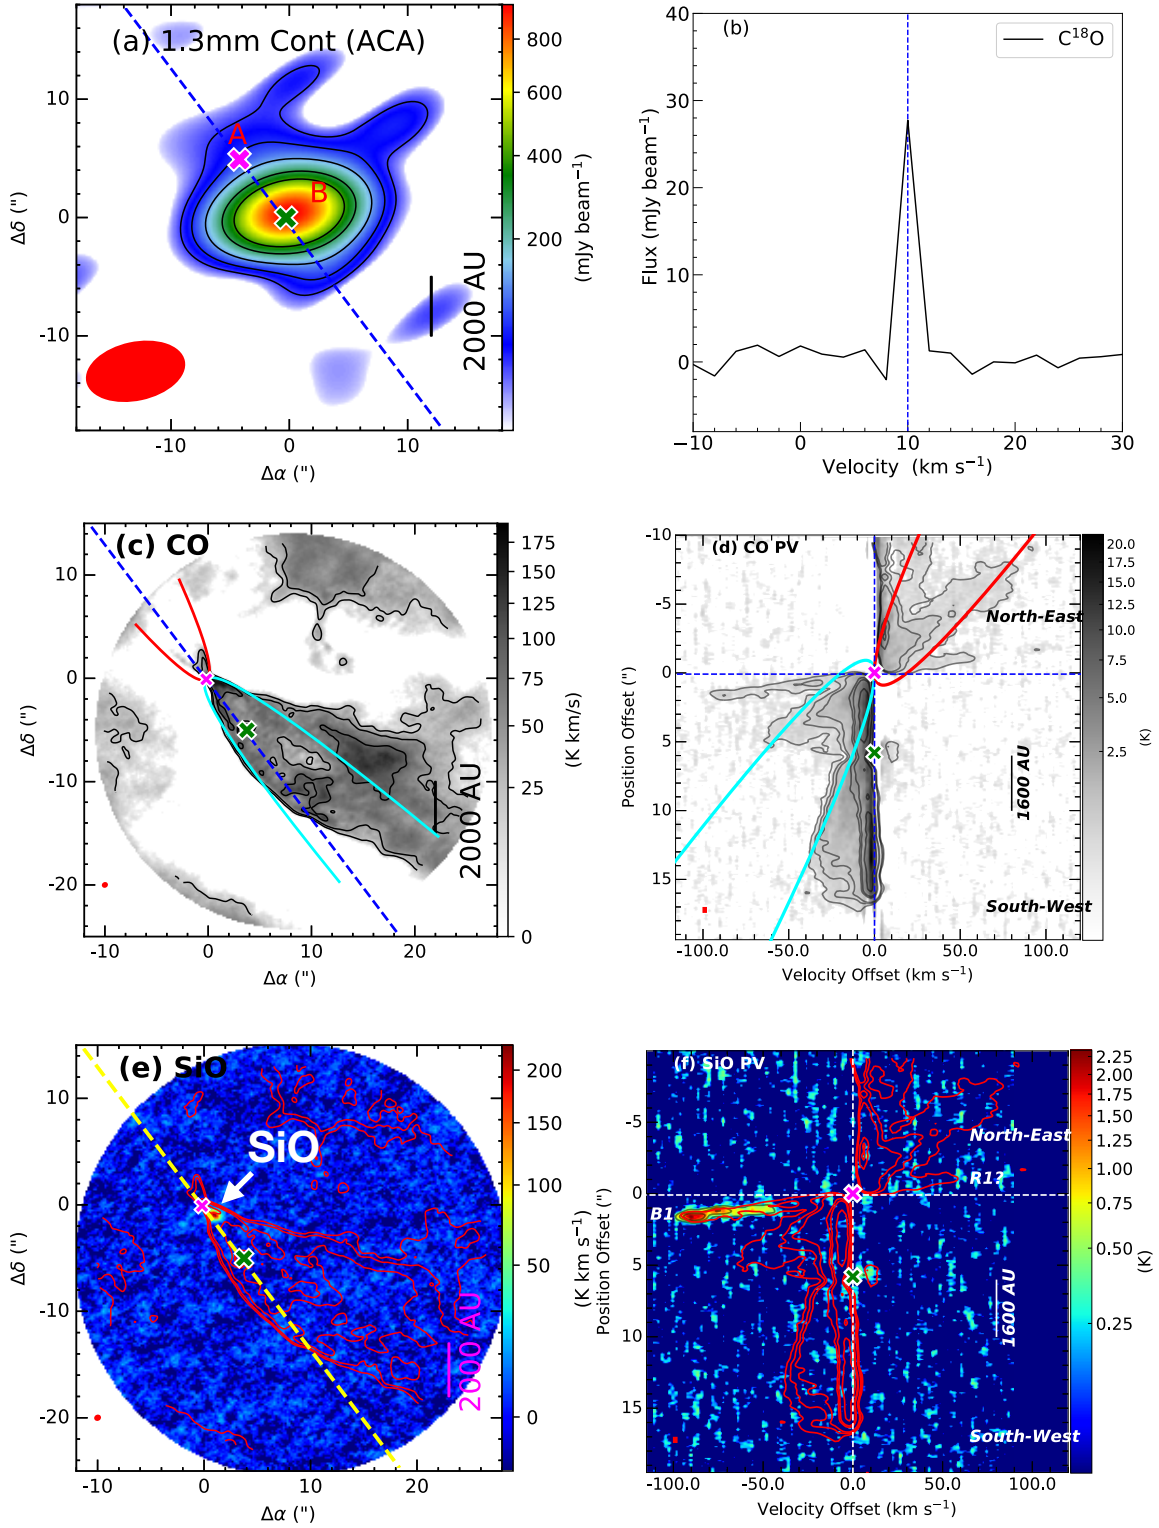 (a) 1.3mm Cont (ACA)
A
B
2000 AU
10
0
-10
-10
0
10
Δδ (")
Δα (")
800
600
400
200
(mJy beam⁻¹)
(b)
C¹⁸O
40
30
20
10
0
−10
0
10
20
30
Flux (mJy beam⁻¹)
Velocity (km s⁻¹)
(c) CO
2000 AU
10
0
-10
-20
-10
0
10
20
Δδ (")
Δα (")
175
150
125
100
75
50
25
0
(K km/s)
(d) CO PV
North-East
1600 AU
South-West
-10
-5
0
5
10
15
-100.0
-50.0
0.0
50.0
100.0
Position Offset (")
Velocity Offset (km s⁻¹)
20.0
17.5
15.0
12.5
10.0
7.5
5.0
2.5
(K)
(e) SiO
SiO
2000 AU
10
0
-10
-20
-10
0
10
20
Δδ (")
Δα (")
200
150
100
50
0
(K km s⁻¹)
(f) SiO PV
North-East
R1?
B1
1600 AU
South-West
-5
0
5
10
15
-100.0
-50.0
0.0
50.0
100.0
Position Offset (")
Velocity Offset (km s⁻¹)
2.25
2.00
1.75
1.50
1.25
1.00
0.75
0.50
0.25
(K)